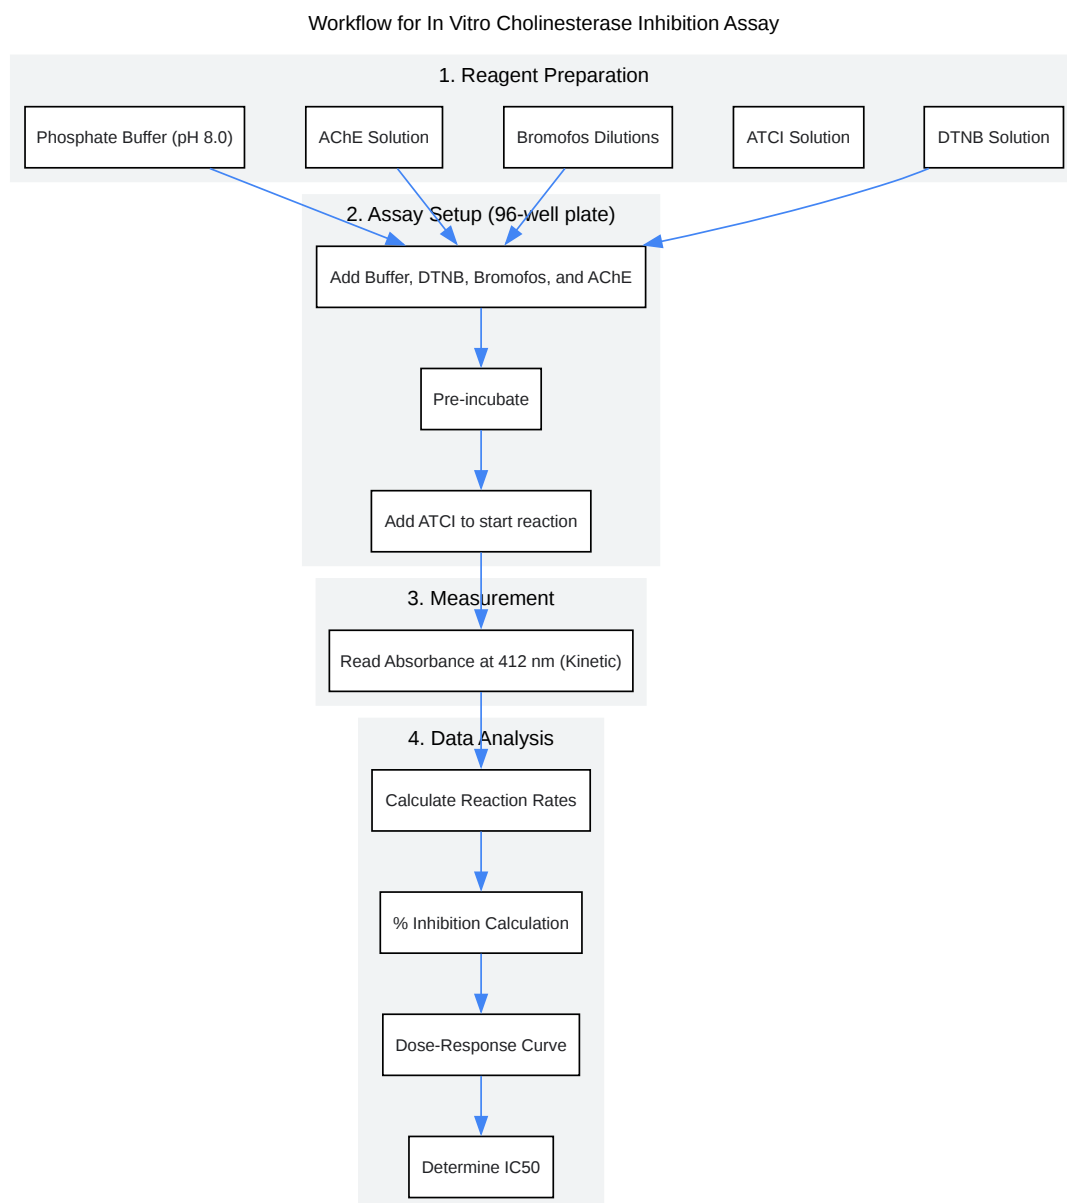 Workflow for In Vitro Cholinesterase Inhibition Assay
1. Reagent Preparation
Phosphate Buffer (pH 8.0)
AChE Solution
Bromofos Dilutions
ATCI Solution
DTNB Solution
2. Assay Setup (96-well plate)
Add Buffer, DTNB, Bromofos, and AChE
Pre-incubate
Add ATCI to start reaction
3. Measurement
Read Absorbance at 412 nm (Kinetic)
4. Data Analysis
Calculate Reaction Rates
% Inhibition Calculation
Dose-Response Curve
Determine IC50